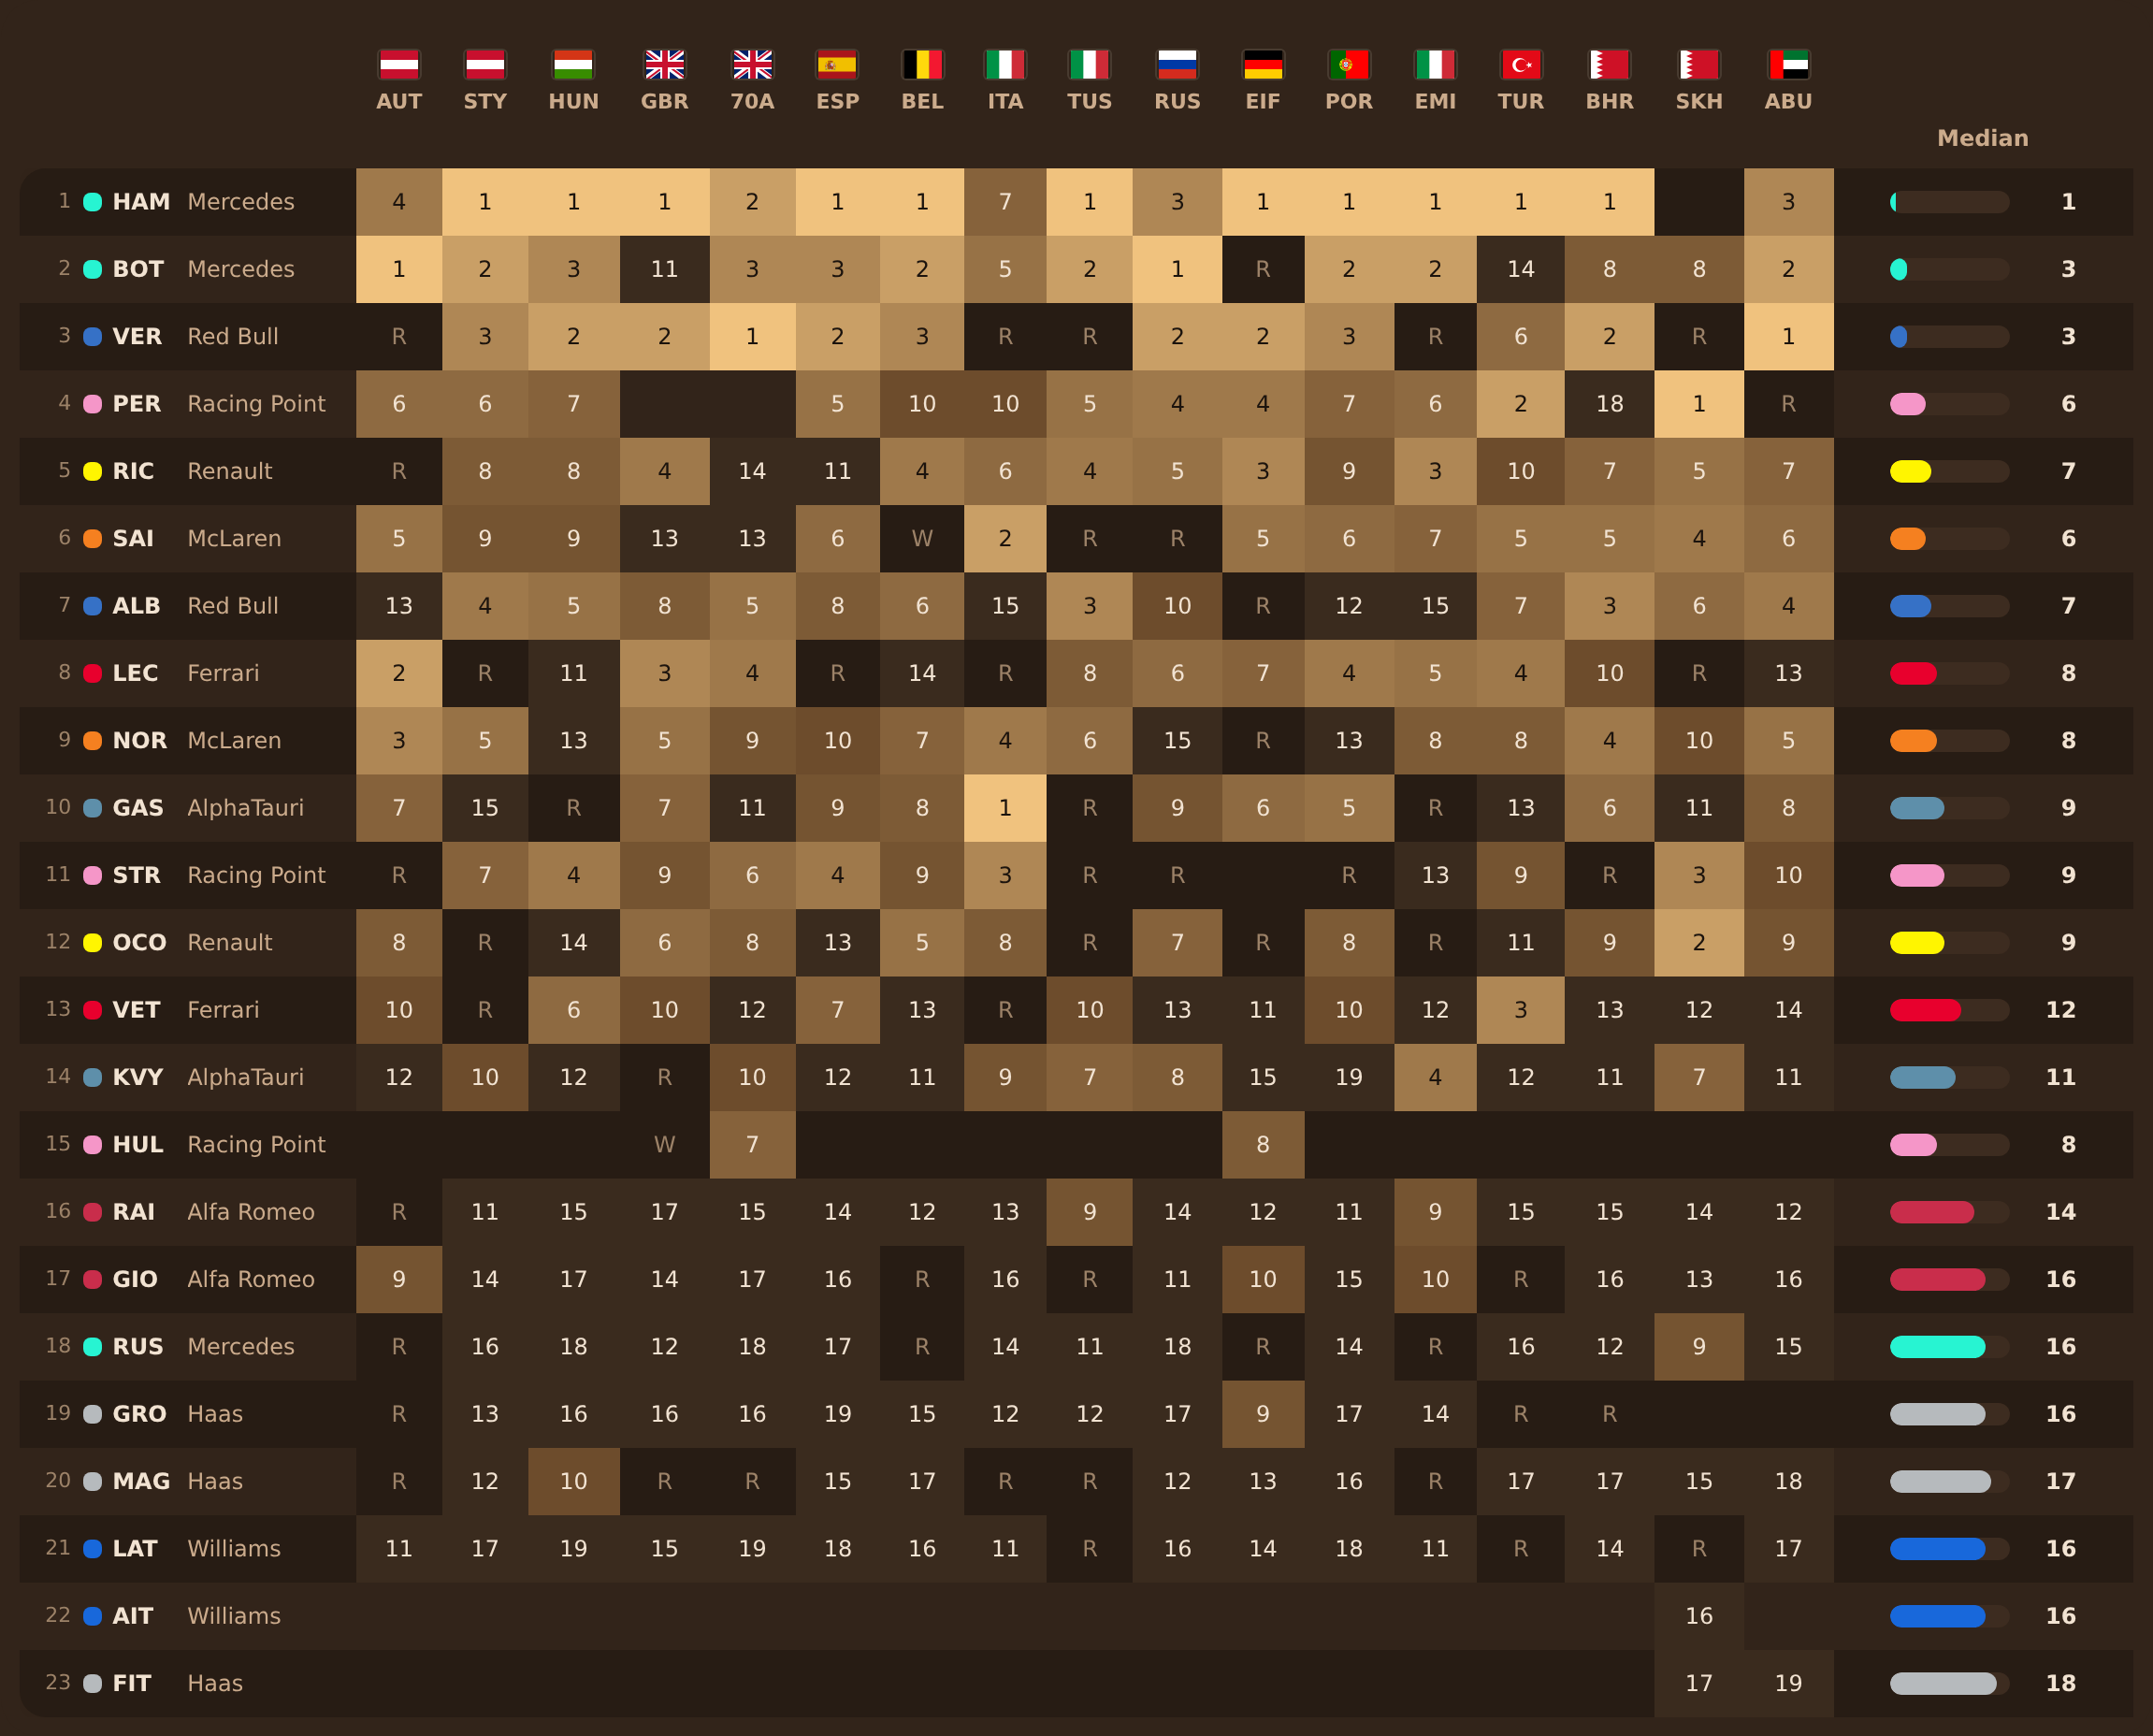 AUT STY HUN GBR 70A ESP BEL ITA TUS RUS EIF POR EMI TUR BHR SKH ABU
Median
1 HAM Mercedes 4 1 1 1 2 1 1 7 1 3 1 1 1 1 1 3 1
2 BOT Mercedes 1 2 3 11 3 3 2 5 2 1 R 2 2 14 8 8 2 3
3 VER Red Bull R 3 2 2 1 2 3 R R 2 2 3 R 6 2 R 1 3
4 PER Racing Point 6 6 7 5 10 10 5 4 4 7 6 2 18 1 R 6
5 RIC Renault R 8 8 4 14 11 4 6 4 5 3 9 3 10 7 5 7 7
6 SAI McLaren 5 9 9 13 13 6 W 2 R R 5 6 7 5 5 4 6 6
7 ALB Red Bull 13 4 5 8 5 8 6 15 3 10 R 12 15 7 3 6 4 7
8 LEC Ferrari 2 R 11 3 4 R 14 R 8 6 7 4 5 4 10 R 13 8
9 NOR McLaren 3 5 13 5 9 10 7 4 6 15 R 13 8 8 4 10 5 8
10 GAS AlphaTauri 7 15 R 7 11 9 8 1 R 9 6 5 R 13 6 11 8 9
11 STR Racing Point R 7 4 9 6 4 9 3 R R R 13 9 R 3 10 9
12 OCO Renault 8 R 14 6 8 13 5 8 R 7 R 8 R 11 9 2 9 9
13 VET Ferrari 10 R 6 10 12 7 13 R 10 13 11 10 12 3 13 12 14 12
14 KVY AlphaTauri 12 10 12 R 10 12 11 9 7 8 15 19 4 12 11 7 11 11
15 HUL Racing Point W 7 8 8
16 RAI Alfa Romeo R 11 15 17 15 14 12 13 9 14 12 11 9 15 15 14 12 14
17 GIO Alfa Romeo 9 14 17 14 17 16 R 16 R 11 10 15 10 R 16 13 16 16
18 RUS Mercedes R 16 18 12 18 17 R 14 11 18 R 14 R 16 12 9 15 16
19 GRO Haas R 13 16 16 16 19 15 12 12 17 9 17 14 R R 16
20 MAG Haas R 12 10 R R 15 17 R R 12 13 16 R 17 17 15 18 17
21 LAT Williams 11 17 19 15 19 18 16 11 R 16 14 18 11 R 14 R 17 16
22 AIT Williams 16 16
23 FIT Haas 17 19 18